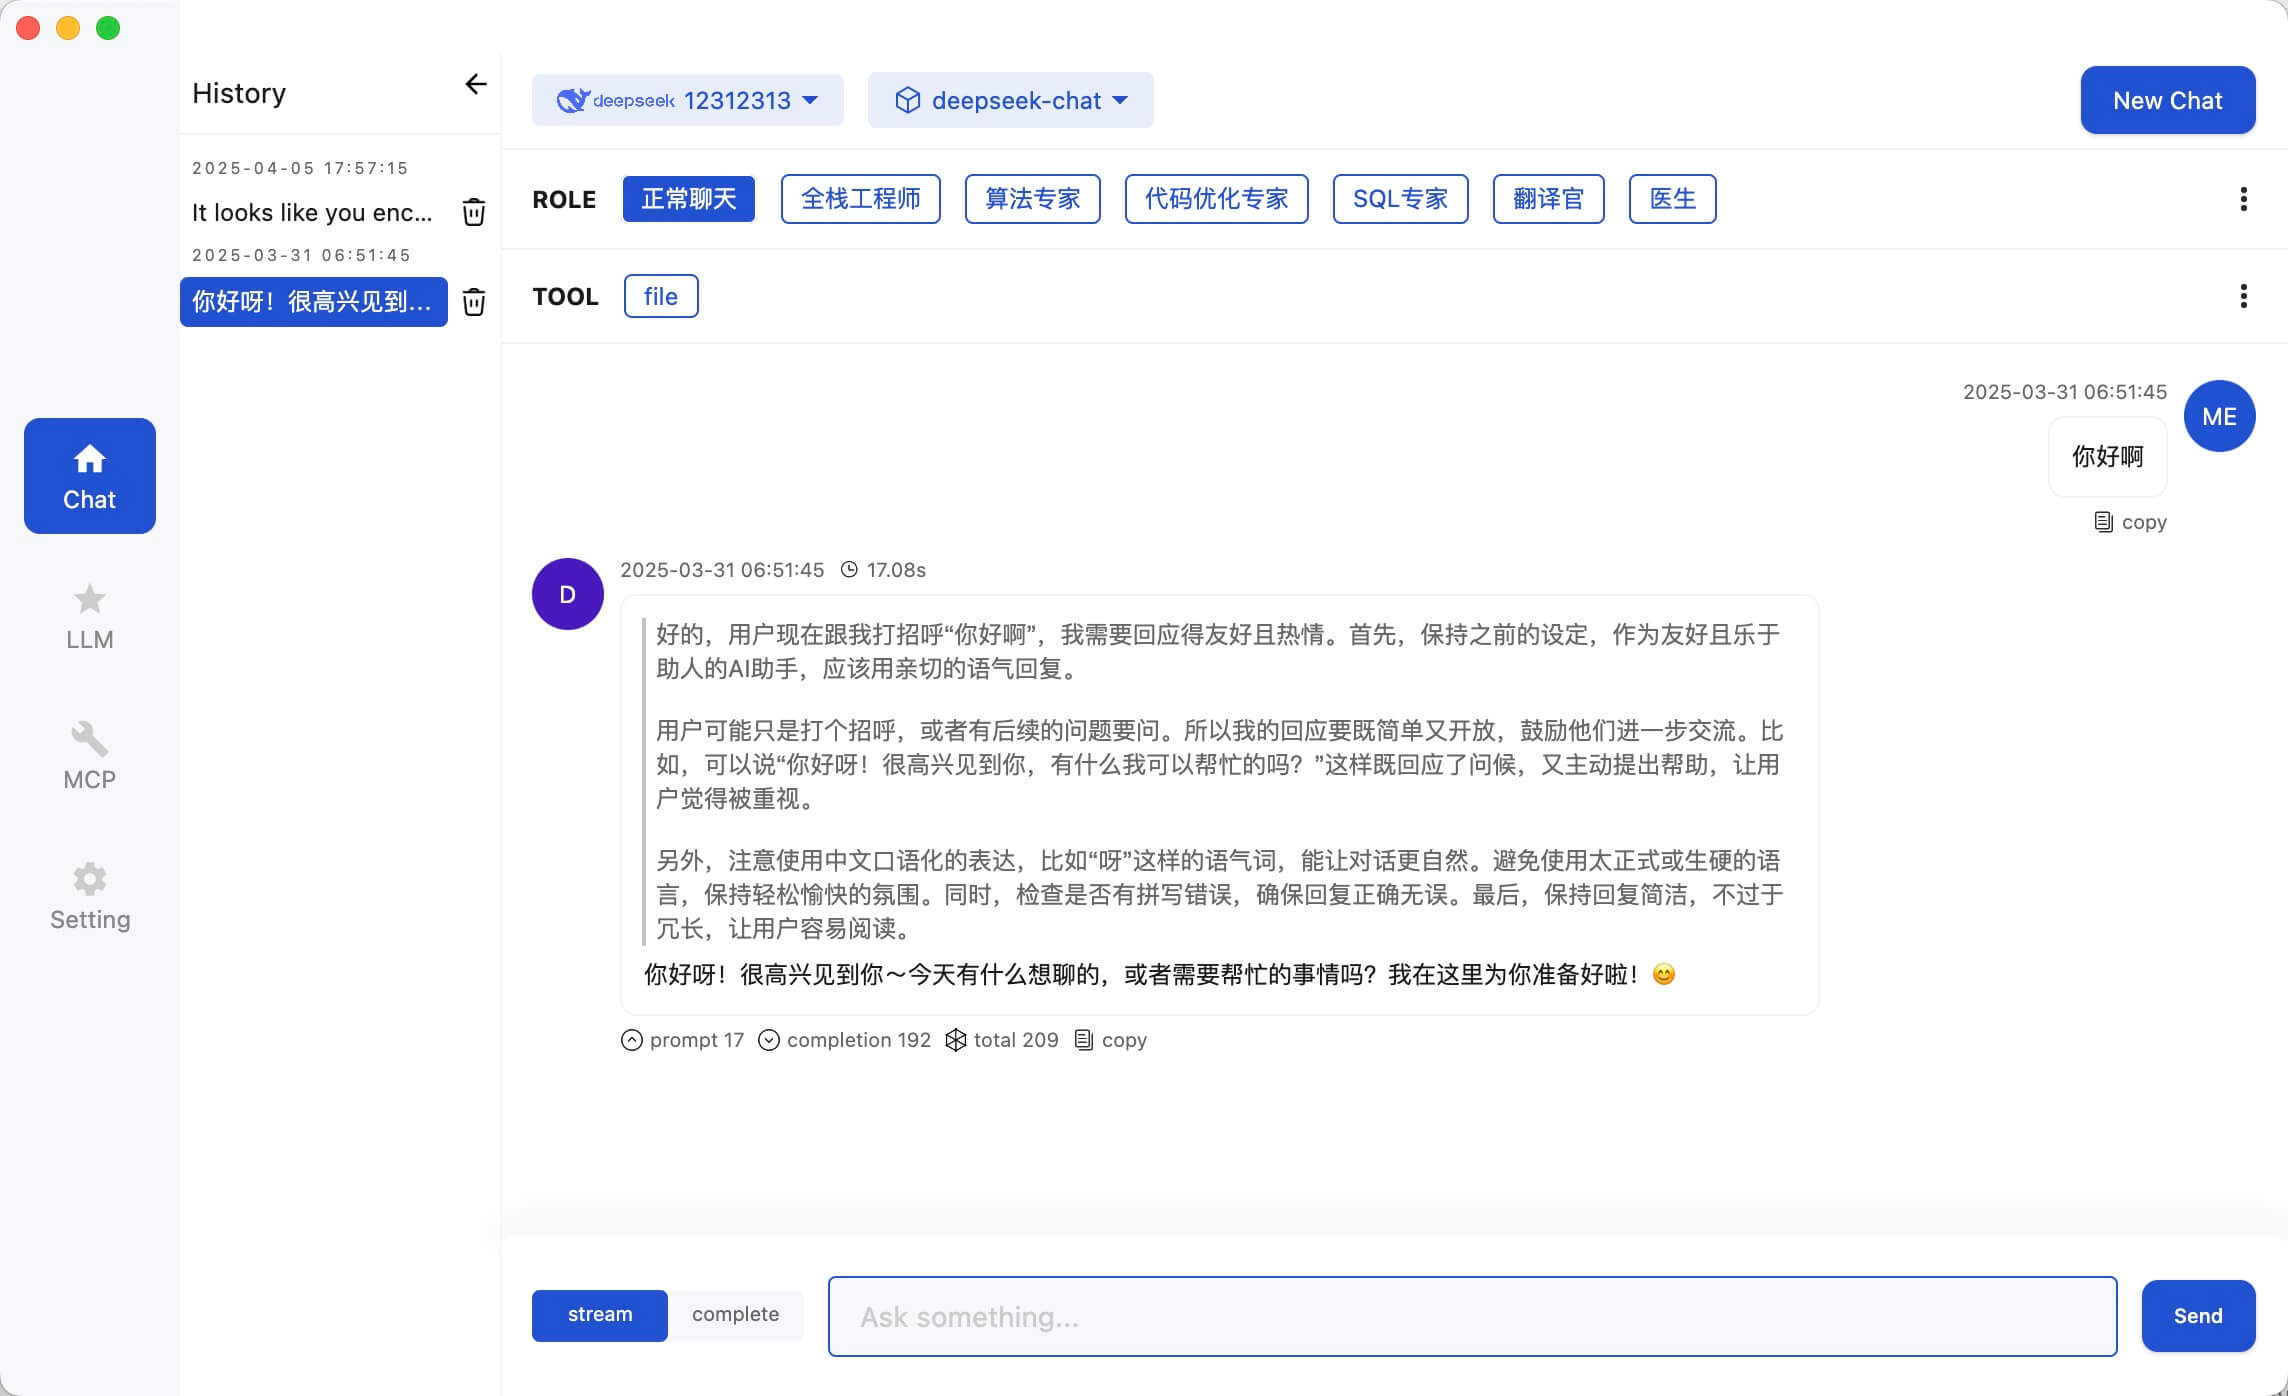 History
2025-04-05 17:57:15
It looks like you enc...
2025-03-31 06:51:45
你好呀！很高兴见到...
Chat
LLM
MCP
Setting
deepseek 12312313
deepseek-chat
New Chat
ROLE 正常聊天 全栈工程师 算法专家 代码优化专家 SQL专家 翻译官 医生
TOOL file
2025-03-31 06:51:45
ME
你好啊
copy
D
2025-03-31 06:51:45 17.08s
好的，用户现在跟我打招呼“你好啊”，我需要回应得友好且热情。首先，保持之前的设定，作为友好且乐于
助人的AI助手，应该用亲切的语气回复。
用户可能只是打个招呼，或者有后续的问题要问。所以我的回应要既简单又开放，鼓励他们进一步交流。比
如，可以说“你好呀！很高兴见到你，有什么我可以帮忙的吗？”这样既回应了问候，又主动提出帮助，让用
户觉得被重视。
另外，注意使用中文口语化的表达，比如“呀”这样的语气词，能让对话更自然。避免使用太正式或生硬的语
言，保持轻松愉快的氛围。同时，检查是否有拼写错误，确保回复正确无误。最后，保持回复简洁，不过于
冗长，让用户容易阅读。
你好呀！很高兴见到你～今天有什么想聊的，或者需要帮忙的事情吗？我在这里为你准备好啦！😊
prompt 17 completion 192 total 209 copy
stream complete
Ask something...
Send